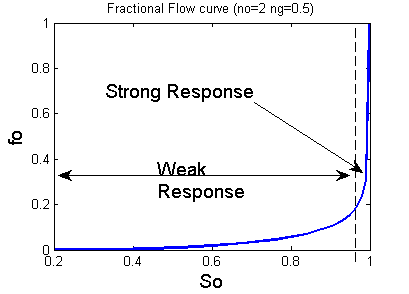 Fractional Flow curve (no=2 ng=0.5)
1
0.8
Strong Response
0.6
fo
0.4
Weak
Response
0.2
0
0.2
0.4
0.6
0.8
1
So